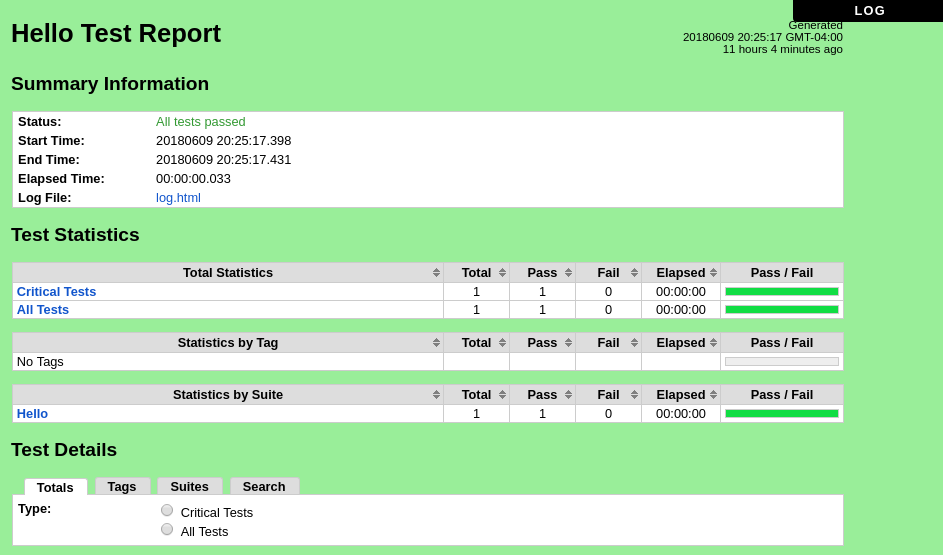 LOG
Hello Test Report
Generated
20180609 20:25:17 GMT-04:00
11 hours 4 minutes ago
Summary Information
Status: All tests passed
Start Time: 20180609 20:25:17.398
End Time: 20180609 20:25:17.431
Elapsed Time: 00:00:00.033
Log File: log.html
Test Statistics
Total Statistics Total Pass Fail Elapsed Pass / Fail
Critical Tests 1 1 0 00:00:00
All Tests 1 1 0 00:00:00
Statistics by Tag Total Pass Fail Elapsed Pass / Fail
No Tags
Statistics by Suite Total Pass Fail Elapsed Pass / Fail
Hello 1 1 0 00:00:00
Test Details
Totals Tags Suites Search
Type: Critical Tests
All Tests